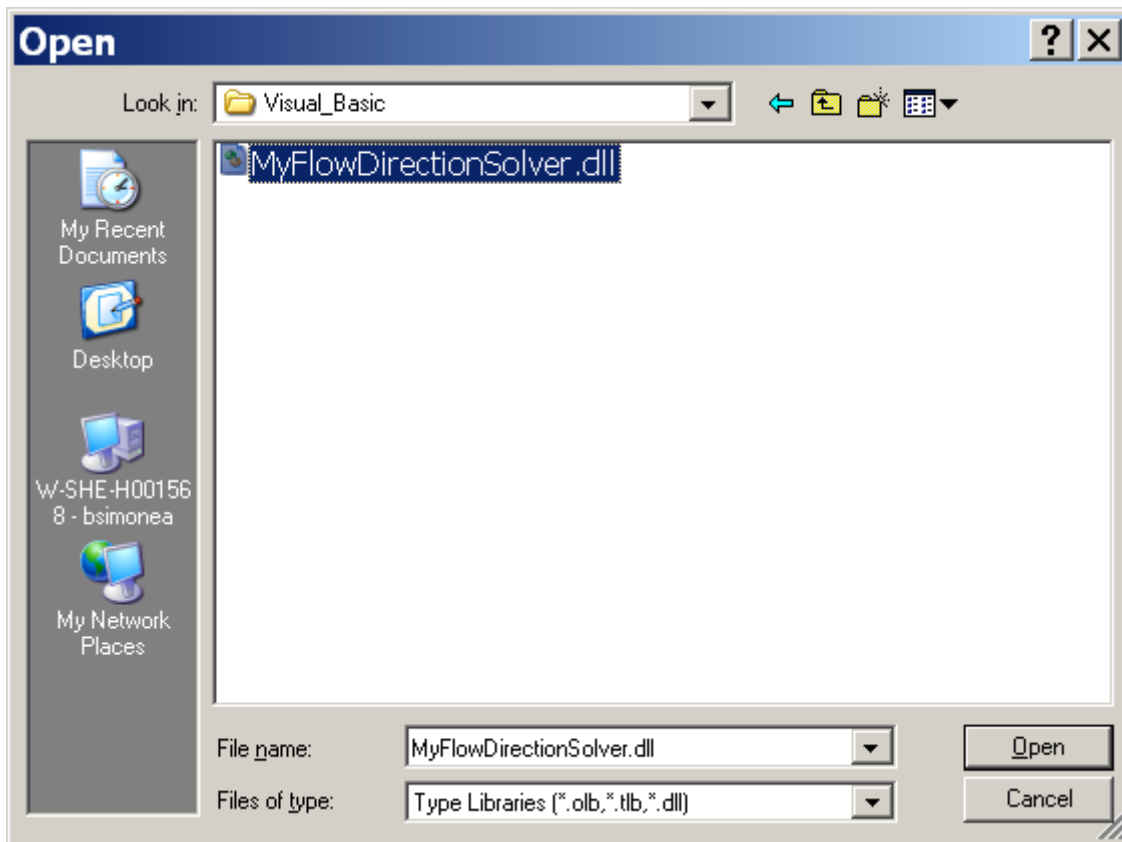 Open
Look in:
Visual_Basic
MyFlowDirectionSolver.dll
My Recent
Documents
Desktop
W-SHE-H00156
8 - bsimonea
My Network
Places
File name:
MyFlowDirectionSolver.dll
Open
Files of type:
Type Libraries (*.olb,*.tlb,*.dll)
Cancel